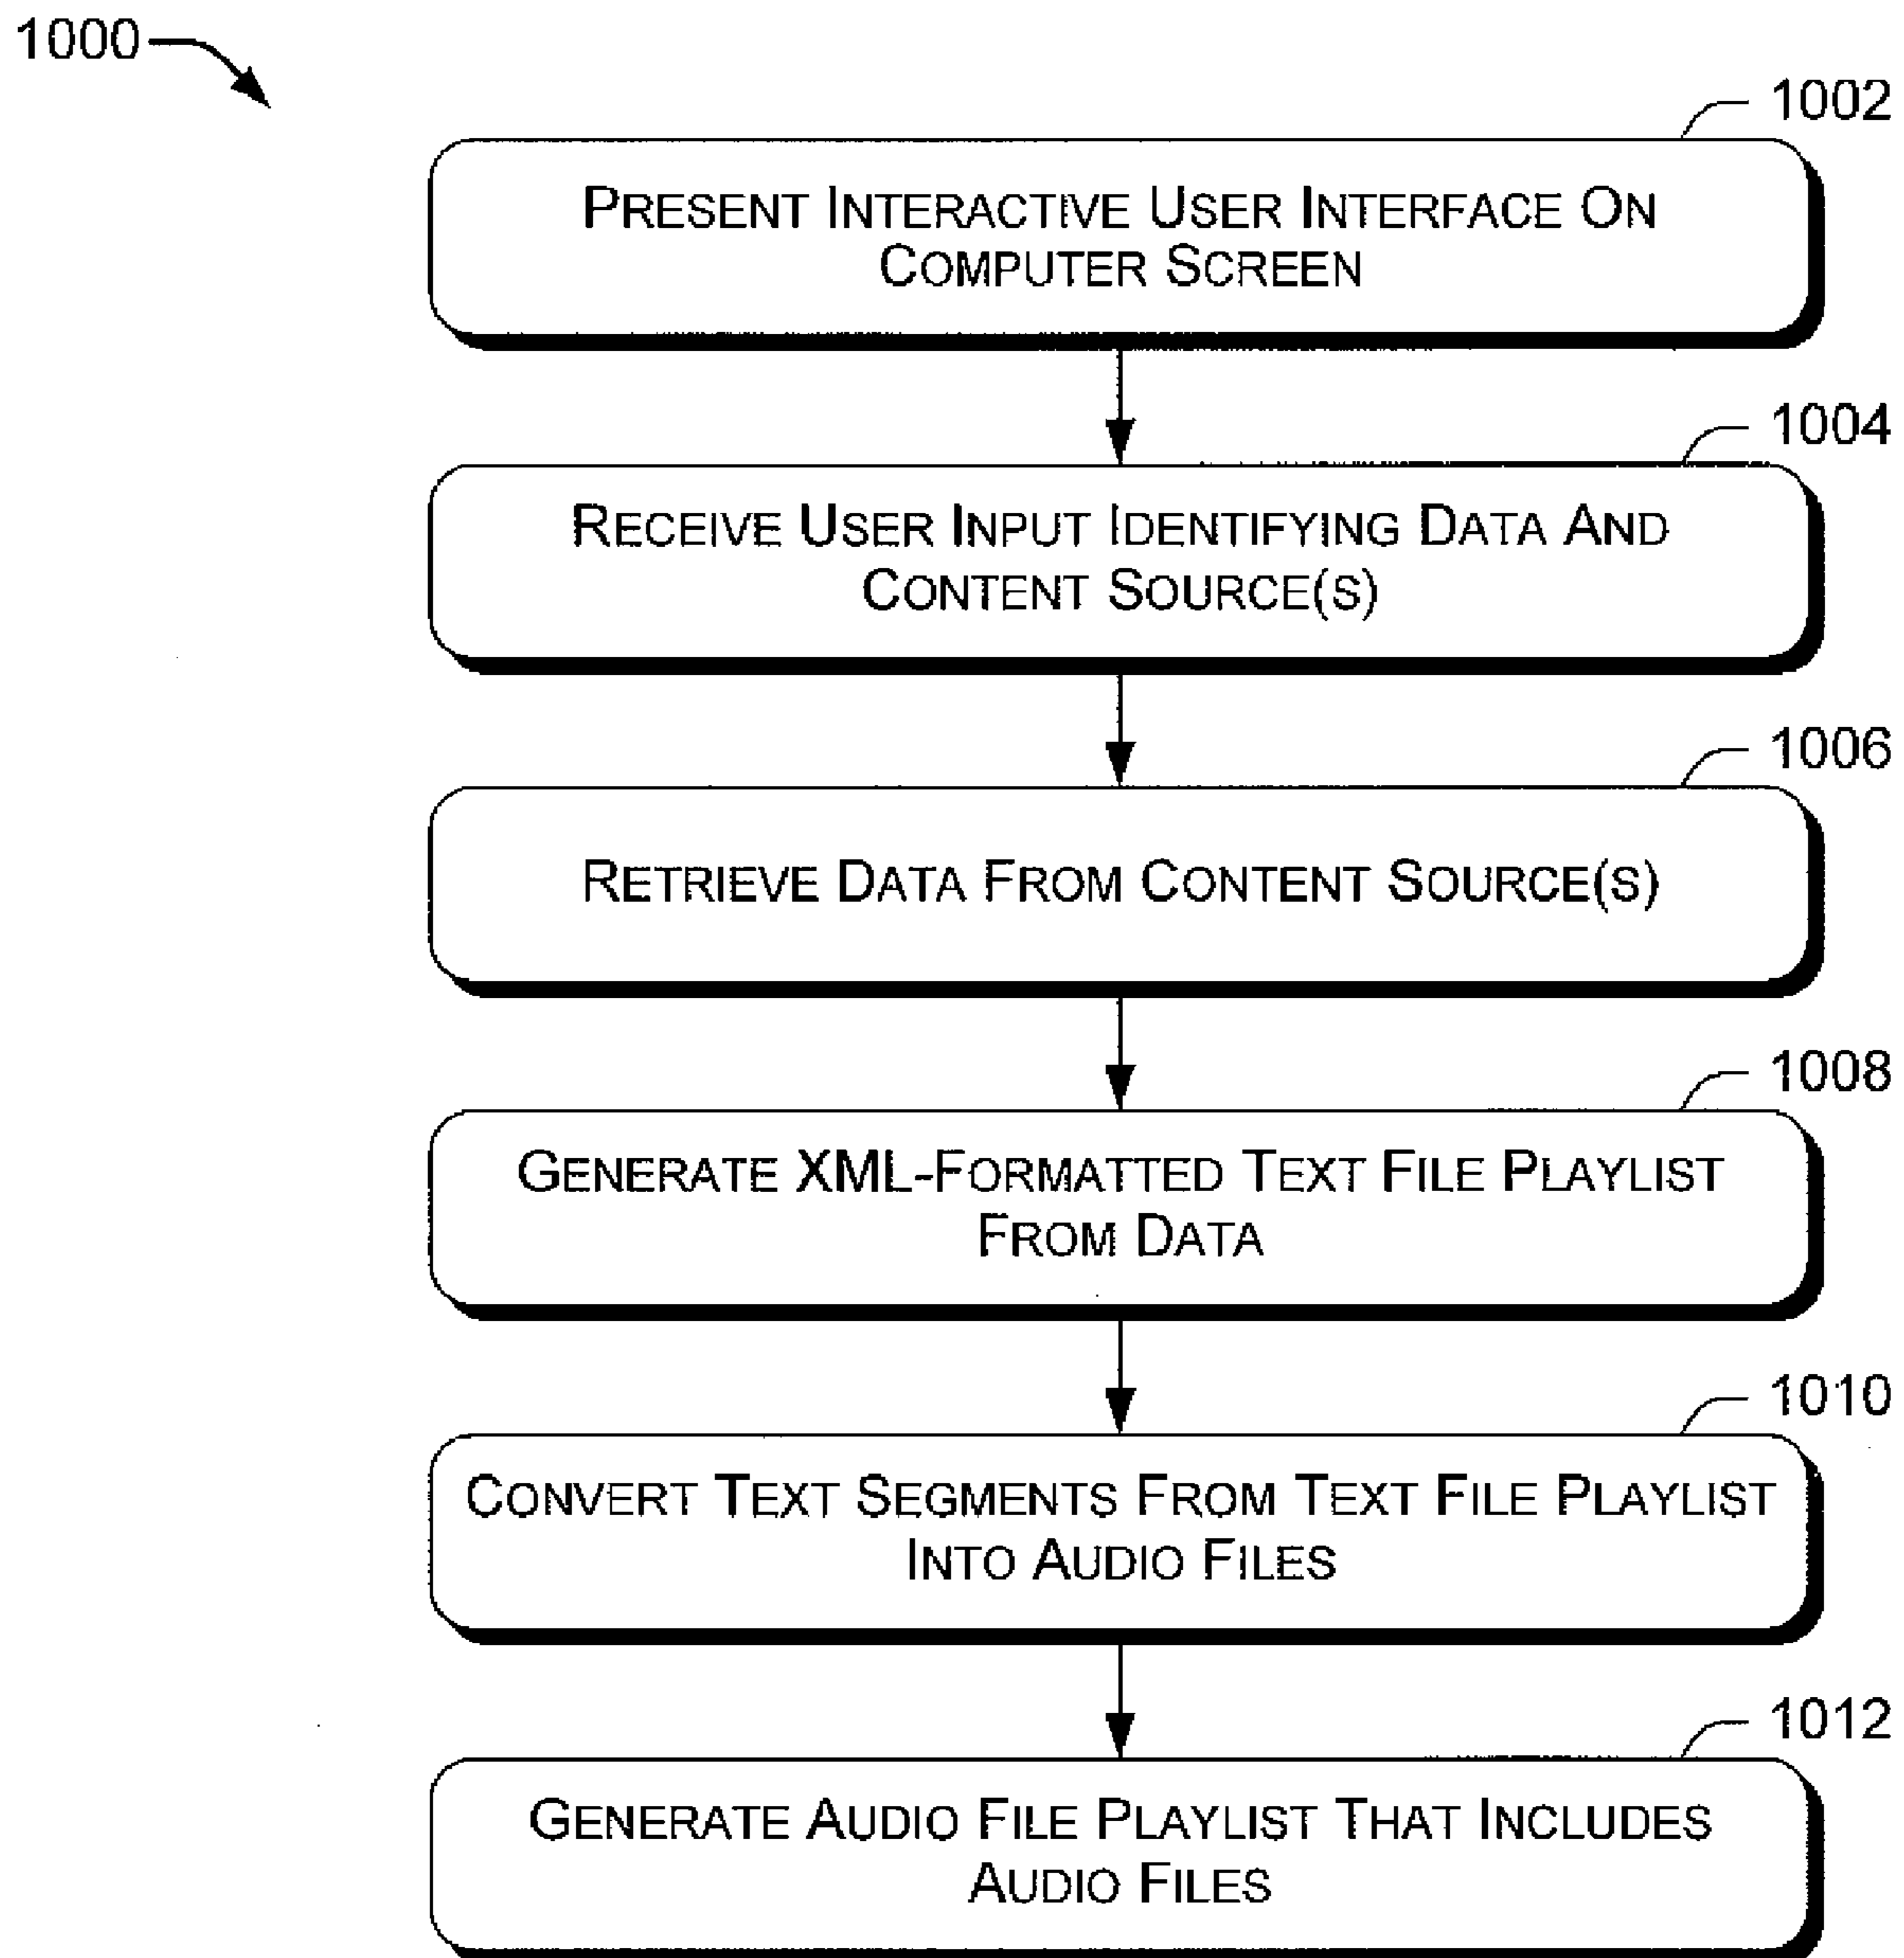 1000
1002
PRESENT INTERACTIVE USER INTERFACE ON
COMPUTER SCREEN
1004
RECEIVE USER INPUT IDENTIFYING DATA AND
CONTENT SOURCE(S)
1006
RETRIEVE DATA FROM CONTENT SOURCE(S)
1008
GENERATE XML-FORMATTED TEXT FILE PLAYLIST
FROM DATA
1010
CONVERT TEXT SEGMENTS FROM TEXT FILE PLAYLIST
INTO AUDIO FILES
1012
GENERATE AUDIO FILE PLAYLIST THAT INCLUDES
AUDIO FILES